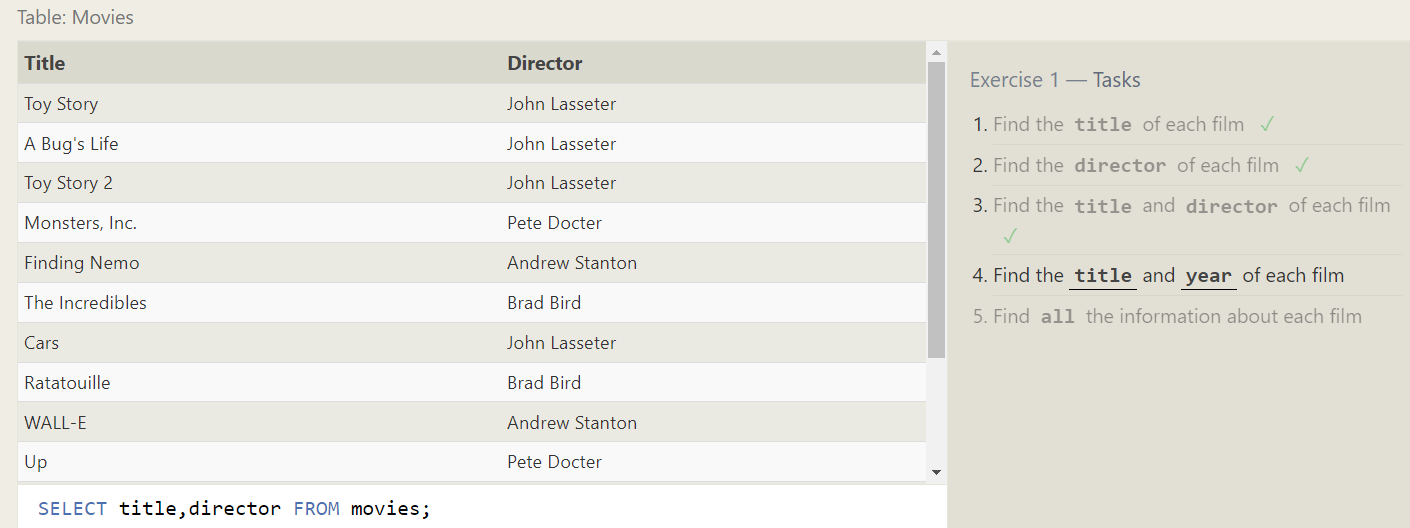 Table: Movies
Title Director
Toy Story John Lasseter
A Bug's Life John Lasseter
Toy Story 2 John Lasseter
Monsters, Inc. Pete Docter
Finding Nemo Andrew Stanton
The Incredibles Brad Bird
Cars John Lasseter
Ratatouille Brad Bird
WALL-E Andrew Stanton
Up Pete Docter
SELECT title,director FROM movies;
Exercise 1 — Tasks
1. Find the title of each film ✓
2. Find the director of each film ✓
3. Find the title and director of each film
✓
4. Find the title and year of each film
5. Find all the information about each film